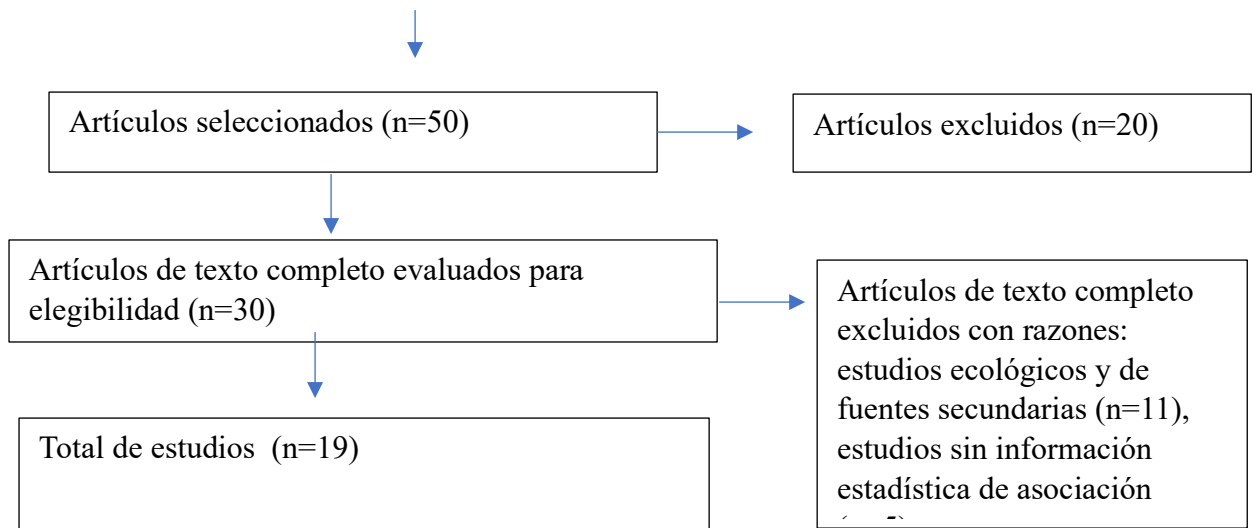 Artículos seleccionados (n=50)
Artículos excluidos (n=20)
Artículos de texto completo evaluados para
elegibilidad (n=30)
Artículos de texto completo
excluidos con razones:
estudios ecológicos y de
fuentes secundarias (n=11),
estudios sin información
estadística de asociación
Total de estudios  (n=19)